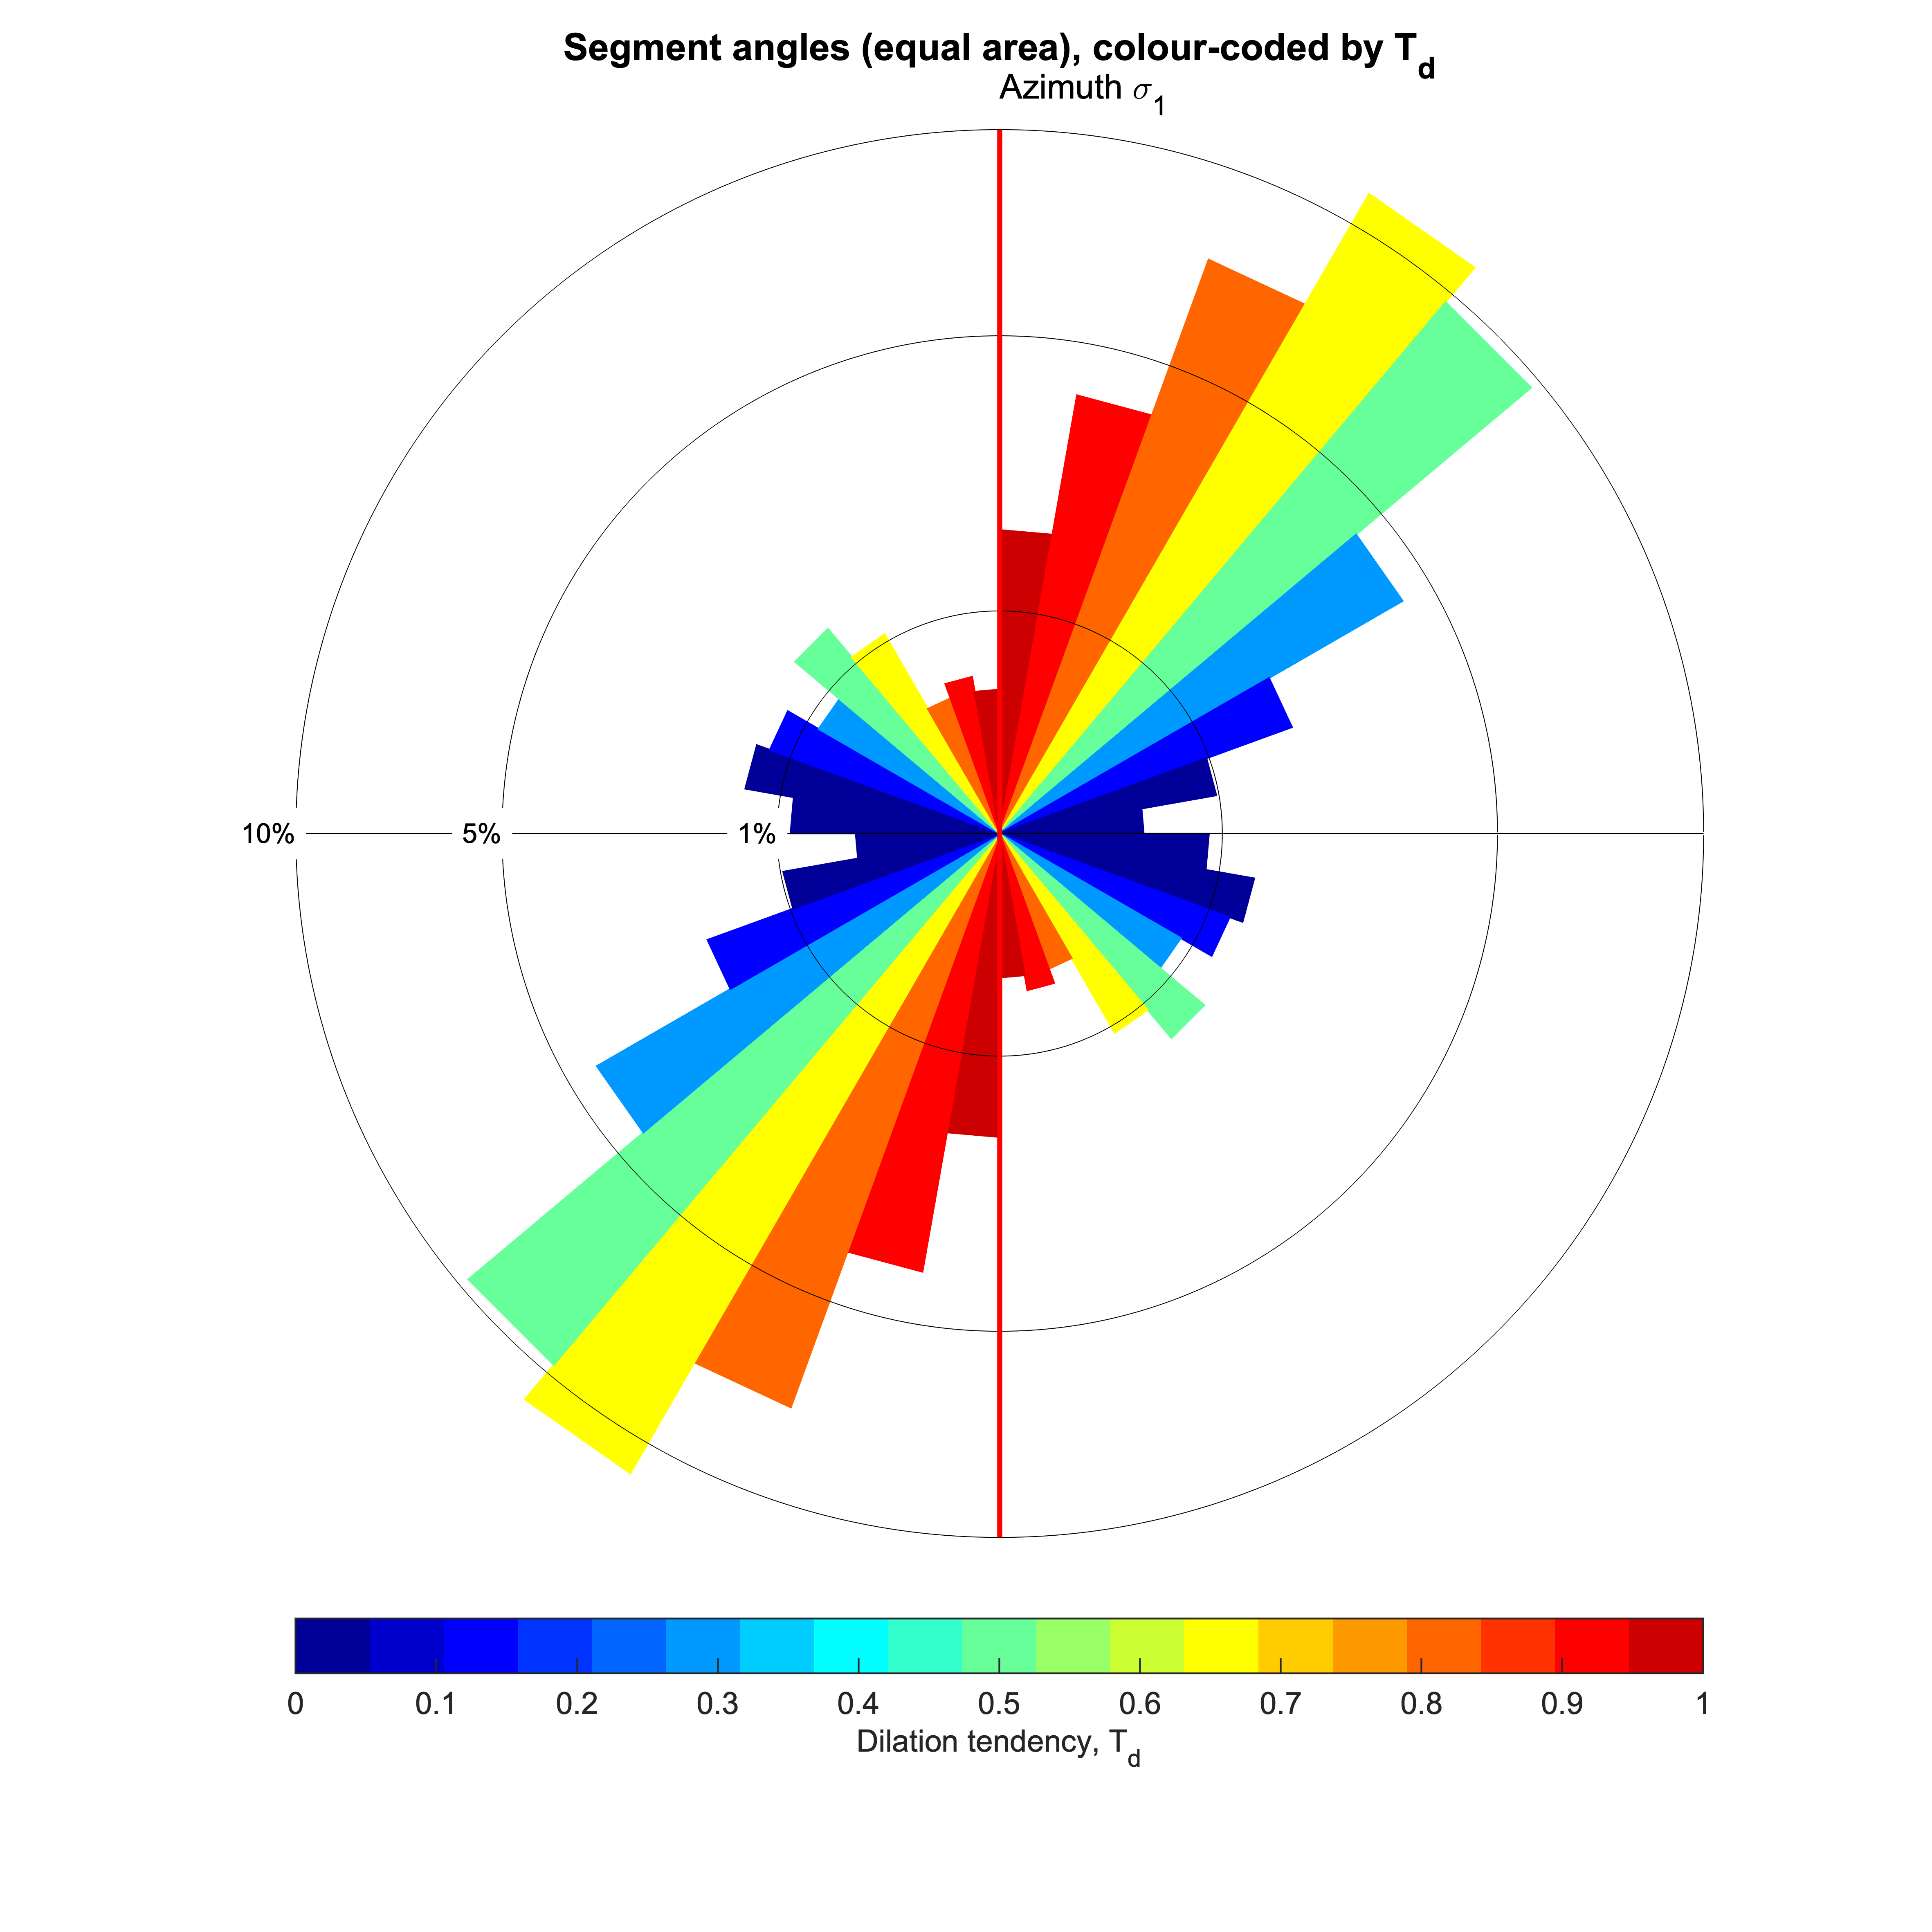 Segment angles (equal area), colour-coded by Td
Azimuth σ1
10% 5% 1%
0 0.1 0.2 0.3 0.4 0.5 0.6 0.7 0.8 0.9 1
Dilation tendency, Td